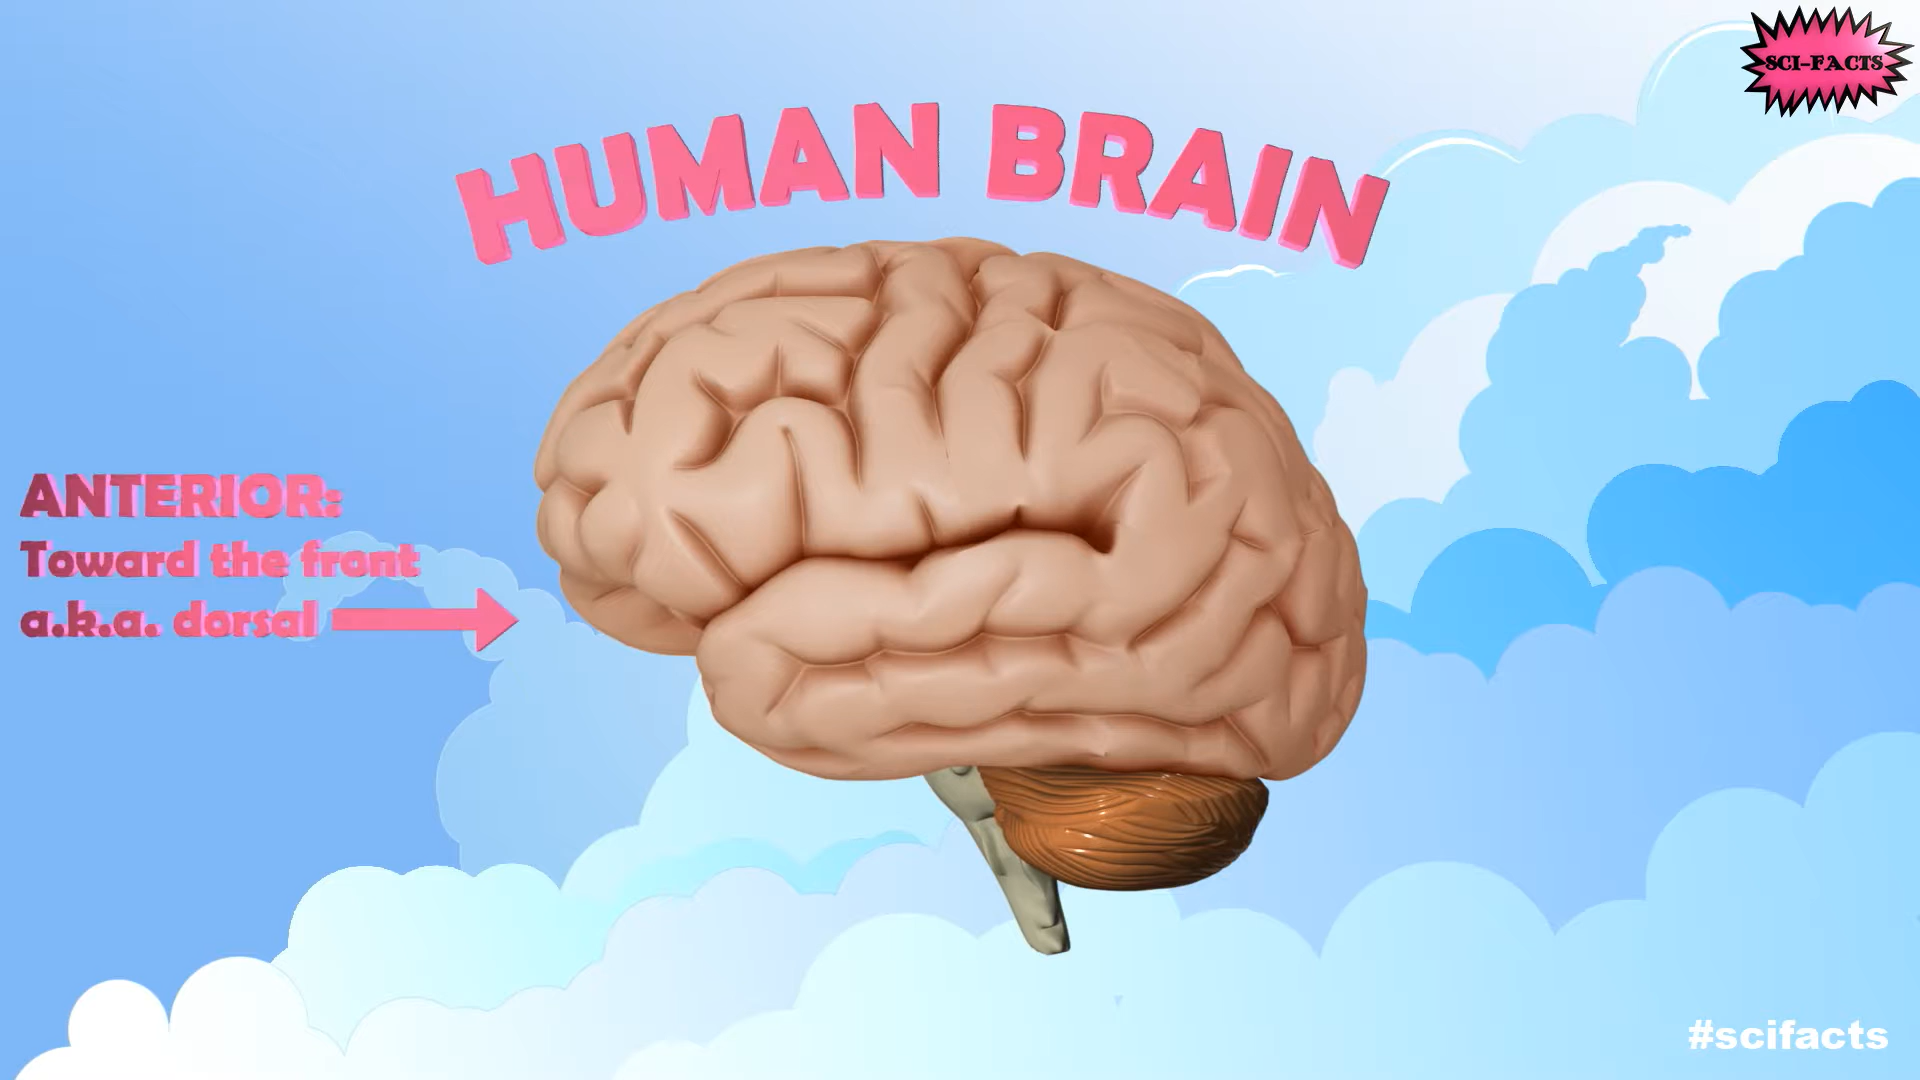 SCI-FACTS
HUMAN BRAIN
ANTERIOR:
Toward the front
a.k.a. dorsal
#scifacts